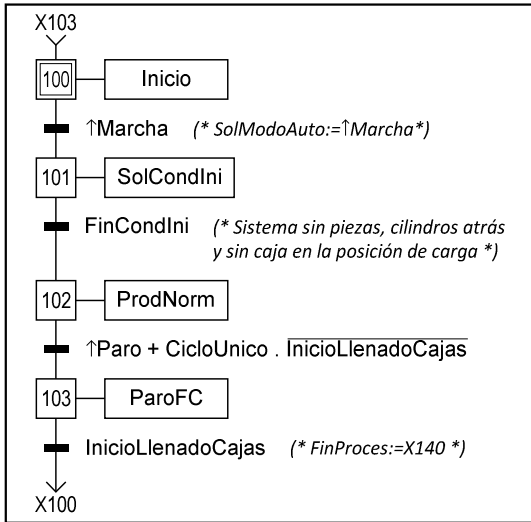 X103
100 Inicio
↑Marcha (* SolModoAuto:=↑Marcha*)
101 SolCondIni
FinCondIni (* Sistema sin piezas, cilindros atrás
y sin caja en la posición de carga *)
102 ProdNorm
↑Paro + CicloUnico . InicioLlenadoCajas
103 ParoFC
InicioLlenadoCajas (* FinProces:=X140 *)
X100